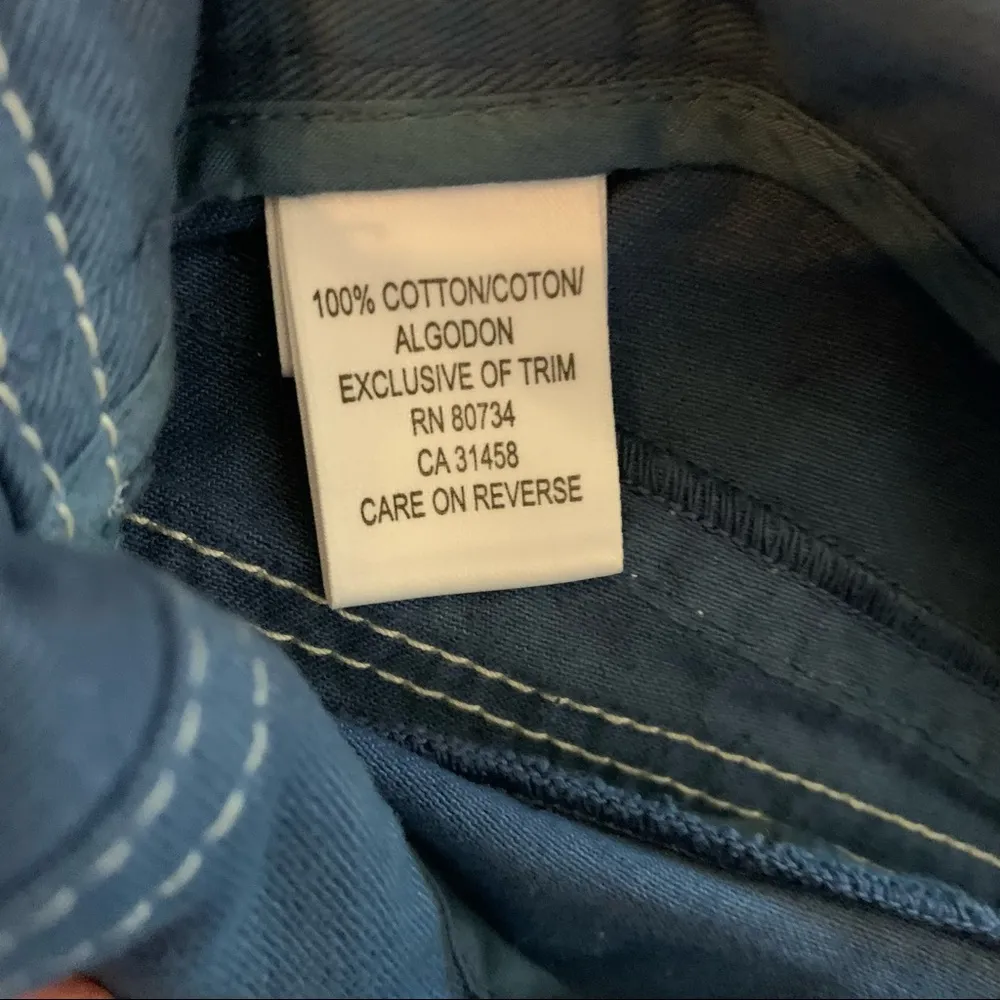 100% COTTON/COTON/
ALGODON
EXCLUSIVE OF TRIM
RN 80734
CA 31458
CARE ON REVERSE